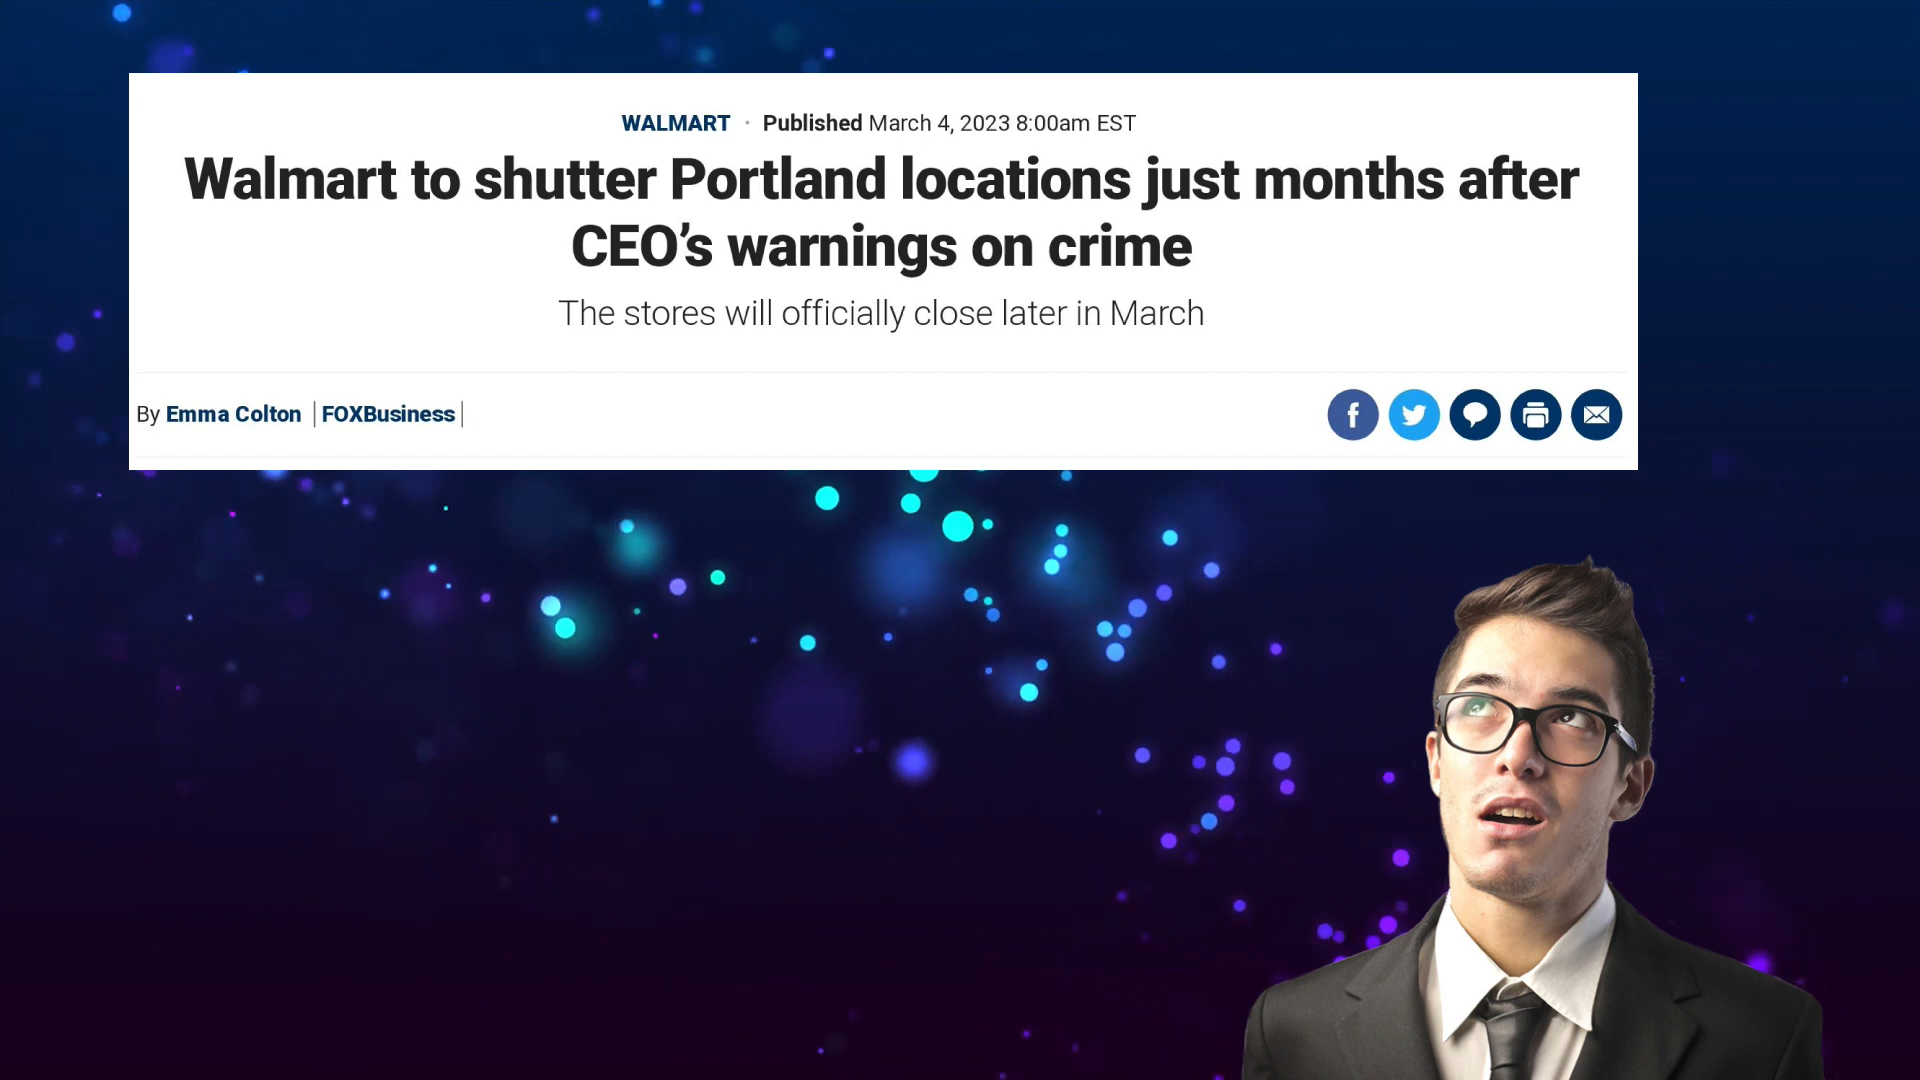 WALMART · Published March 4, 2023 8:00am EST
Walmart to shutter Portland locations just months after
CEO’s warnings on crime
The stores will officially close later in March
By Emma Colton | FOXBusiness |